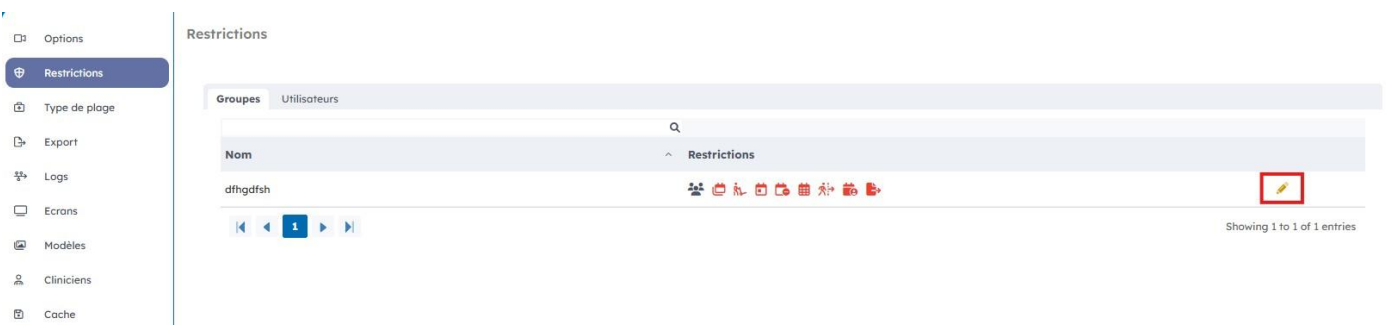 Options
Restrictions
Type de plage
Export
Logs
Ecrans
Modèles
Cliniciens
Cache
Restrictions
Groupes Utilisateurs
Nom Restrictions
dfhgdfsh
1
Showing 1 to 1 of 1 entries